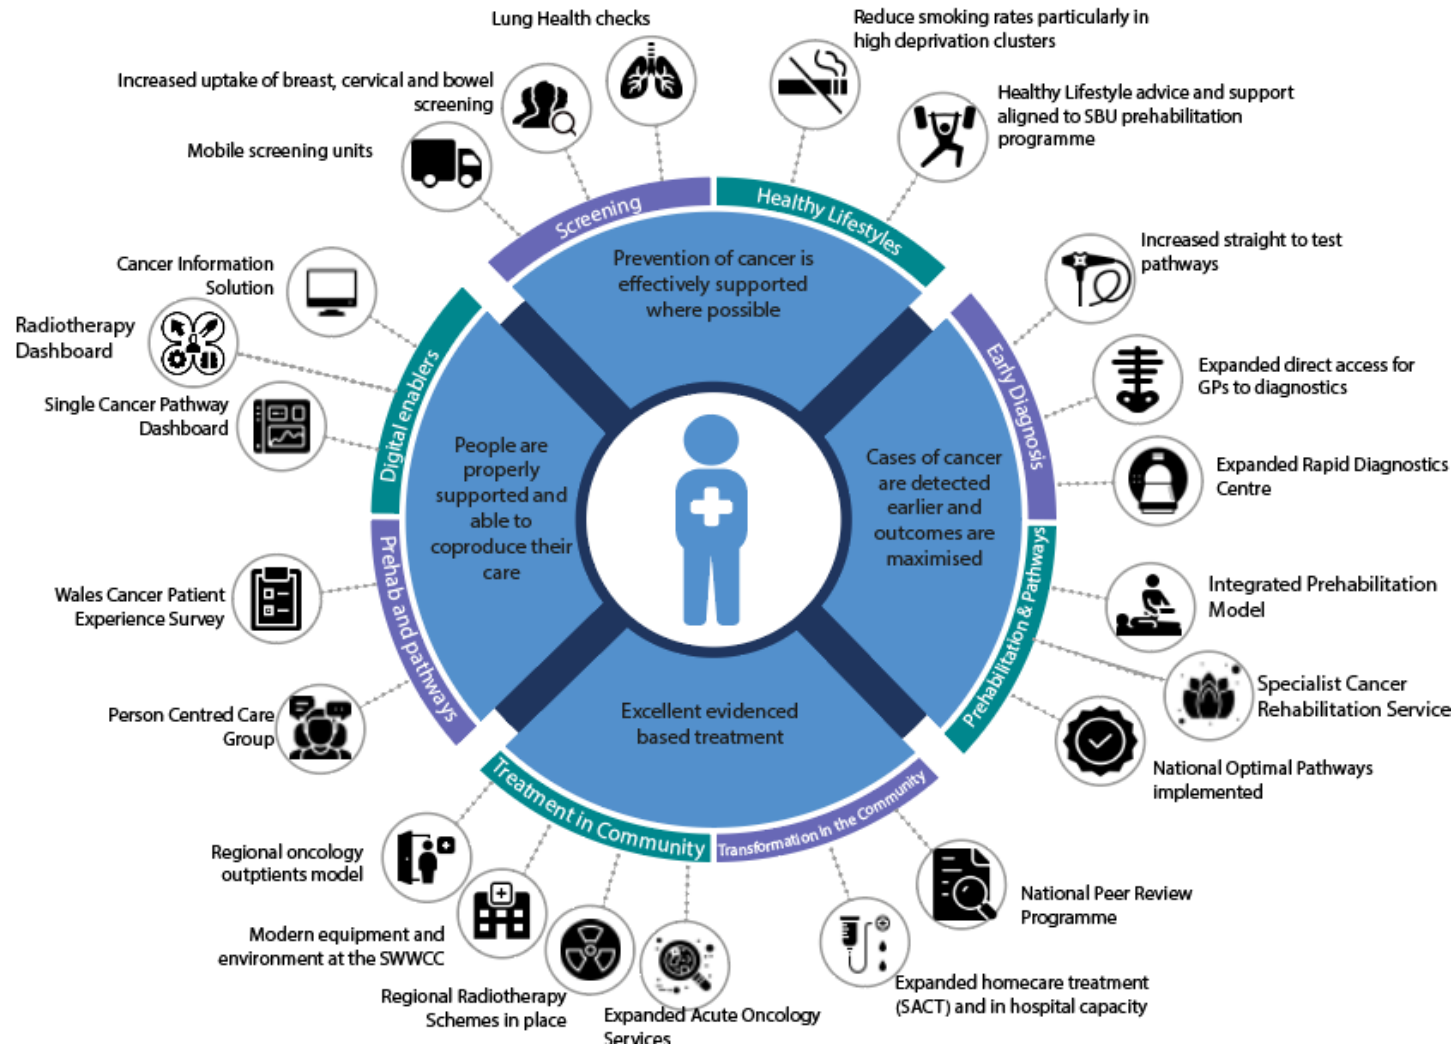 Lung Health checks
Reduce smoking rates particularly in
high deprivation clusters
Increased uptake of breast, cervical and bowel
screening
Healthy Lifestyle advice and support
aligned to SBU prehabilitation
programme
Mobile screening units
Screening
Healthy Lifestyles
Prevention of cancer is
effectively supported
where possible
Increased straight to test
pathways
Cancer Information
Solution
Radiotherapy
Dashboard
Single Cancer Pathway
Dashboard
Digital enablers
Early Diagnosis
Expanded direct access for
GPs to diagnostics
Expanded Rapid Diagnostics
Centre
People are
properly
supported and
able to
coproduce their
care
Cases of cancer
are detected
earlier and
outcomes are
maximised
Wales Cancer Patient
Experience Survey
Person Centred Care
Group
Prehab and pathways
Prehabilitation & Pathways
Integrated Prehabilitation
Model
Specialist Cancer
Rehabilitation Service
National Optimal Pathways
implemented
Excellent evidenced
based treatment
Treatment in Community
Transformation In the Community
Regional oncology
outptients model
Modern equipment and
environment at the SWWCC
Regional Radiotherapy
Schemes in place
Expanded Acute Oncology
Services
Expanded homecare treatment
(SACT) and in hospital capacity
National Peer Review
Programme